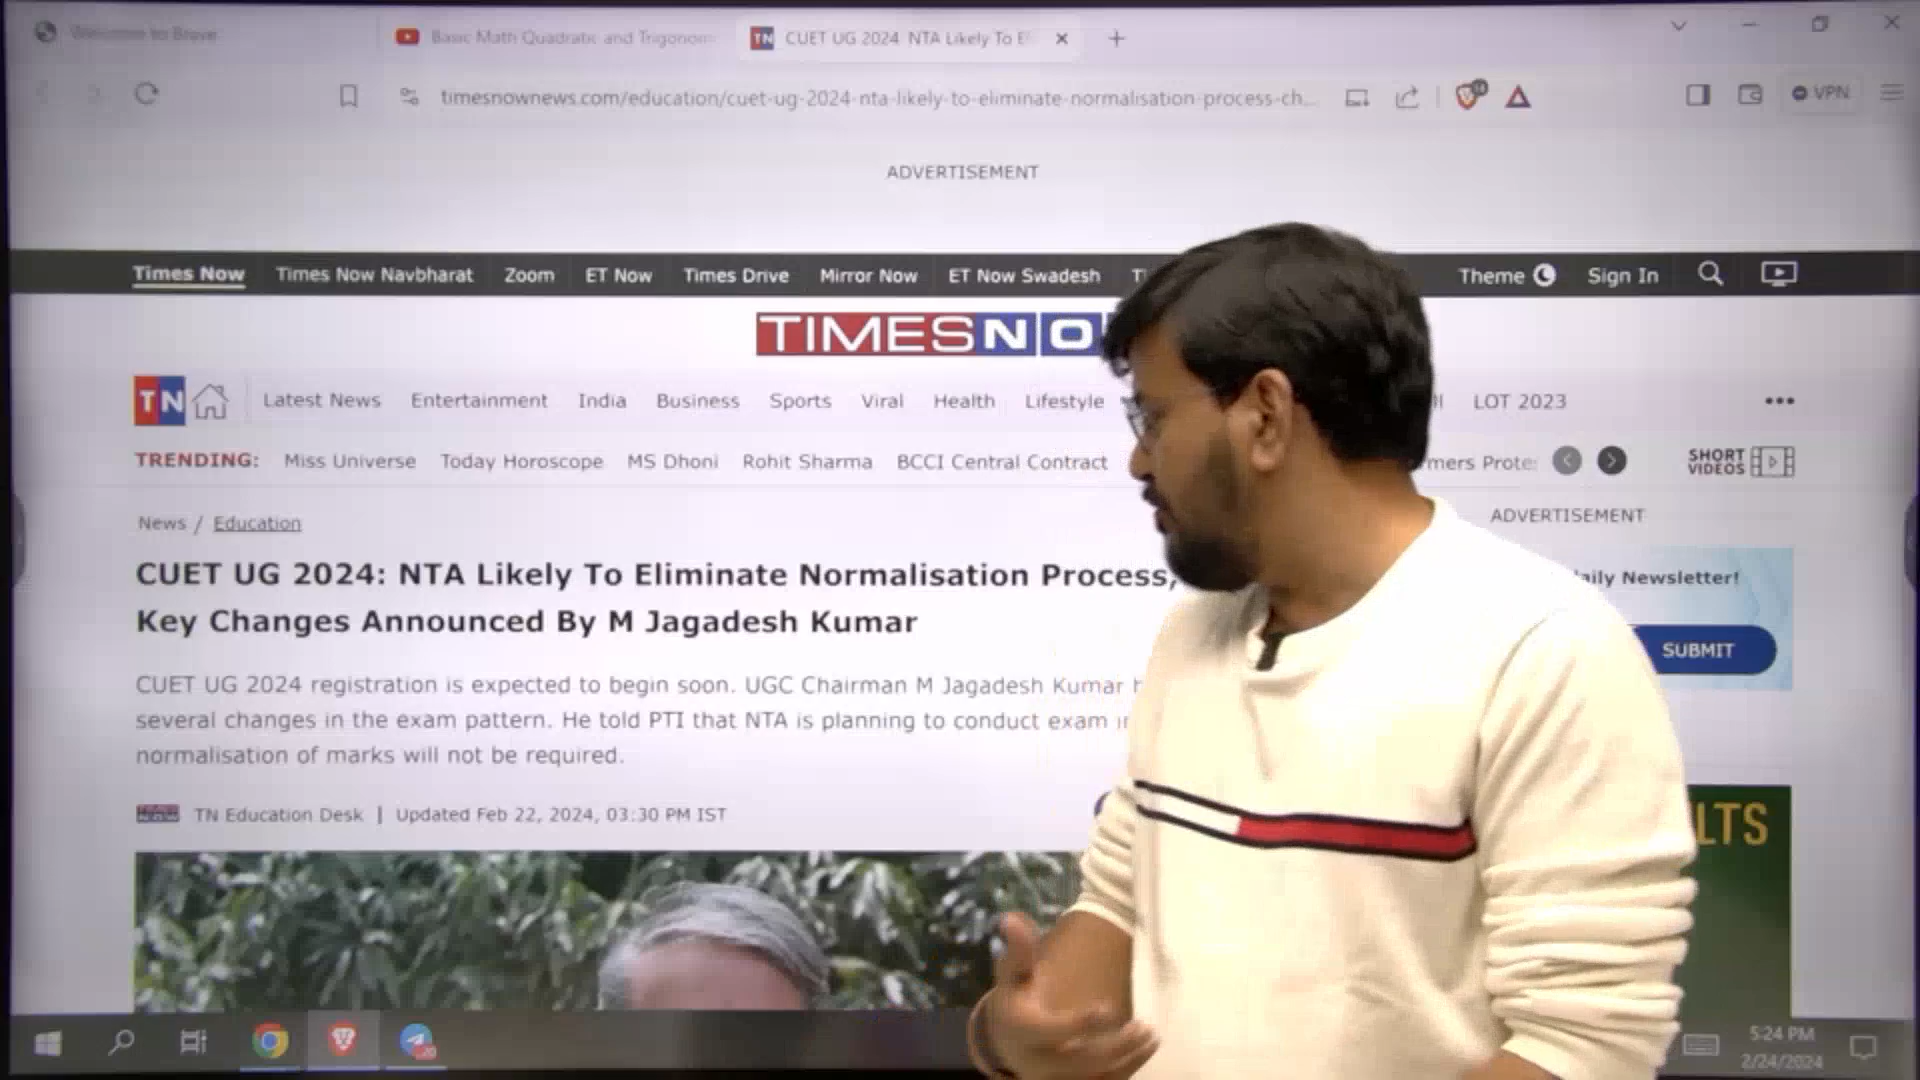 Welcome to Brave
Basic Math Quadratic and Trigonom
TN CUET UG 2024 NTA Likely To E
timesnownews.com/education/cuet-ug-2024-nta-likely-to-eliminate-normalisation-process-ch...
VPN
ADVERTISEMENT
Times Now Times Now Navbharat Zoom ET Now Times Drive Mirror Now ET Now Swadesh Theme Sign In
TIMES NO
TN Latest News Entertainment India Business Sports Viral Health Lifestyle LOT 2023
TRENDING: Miss Universe Today Horoscope MS Dhoni Rohit Sharma BCCI Central Contract mers Prote
SHORT
VIDEOS
News / Education
ADVERTISEMENT
CUET UG 2024: NTA Likely To Eliminate Normalisation Process,
Key Changes Announced By M Jagadesh Kumar
aily Newsletter!
SUBMIT
CUET UG 2024 registration is expected to begin soon. UGC Chairman M Jagadesh Kumar
several changes in the exam pattern. He told PTI that NTA is planning to conduct exam
normalisation of marks will not be required.
TN Education Desk | Updated Feb 22, 2024, 03:30 PM IST
LTS
20
5:24 PM
2/24/2024